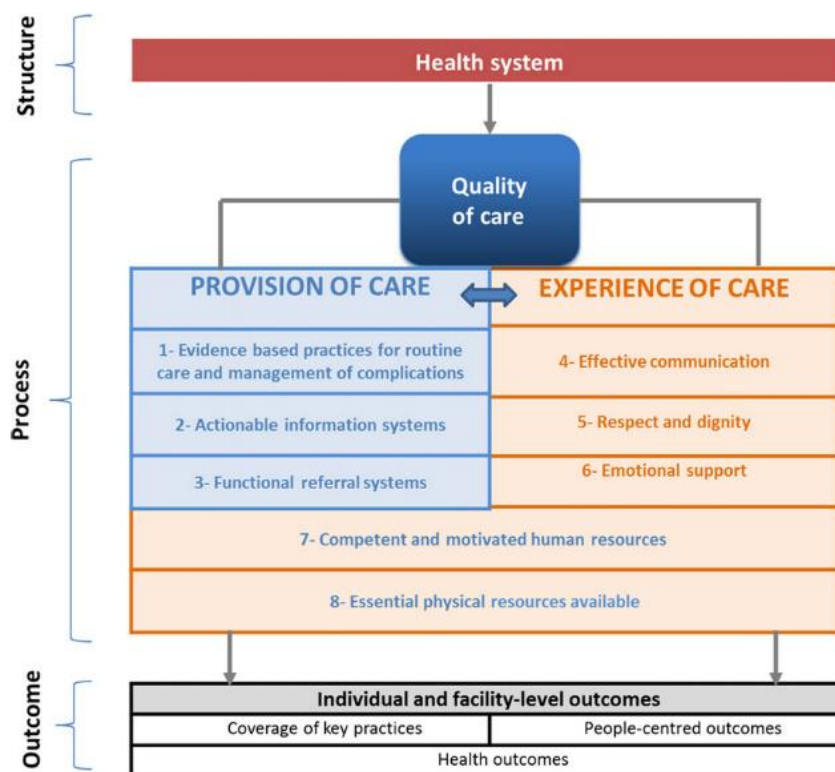 Structure
Health system
Quality
of care
Process
PROVISION OF CARE
EXPERIENCE OF CARE
1- Evidence based practices for routine
care and management of complications
4- Effective communication
2- Actionable information systems
5- Respect and dignity
3- Functional referral systems
6- Emotional support
7- Competent and motivated human resources
8- Essential physical resources available
Outcome
Individual and facility-level outcomes
Coverage of key practices
People-centred outcomes
Health outcomes